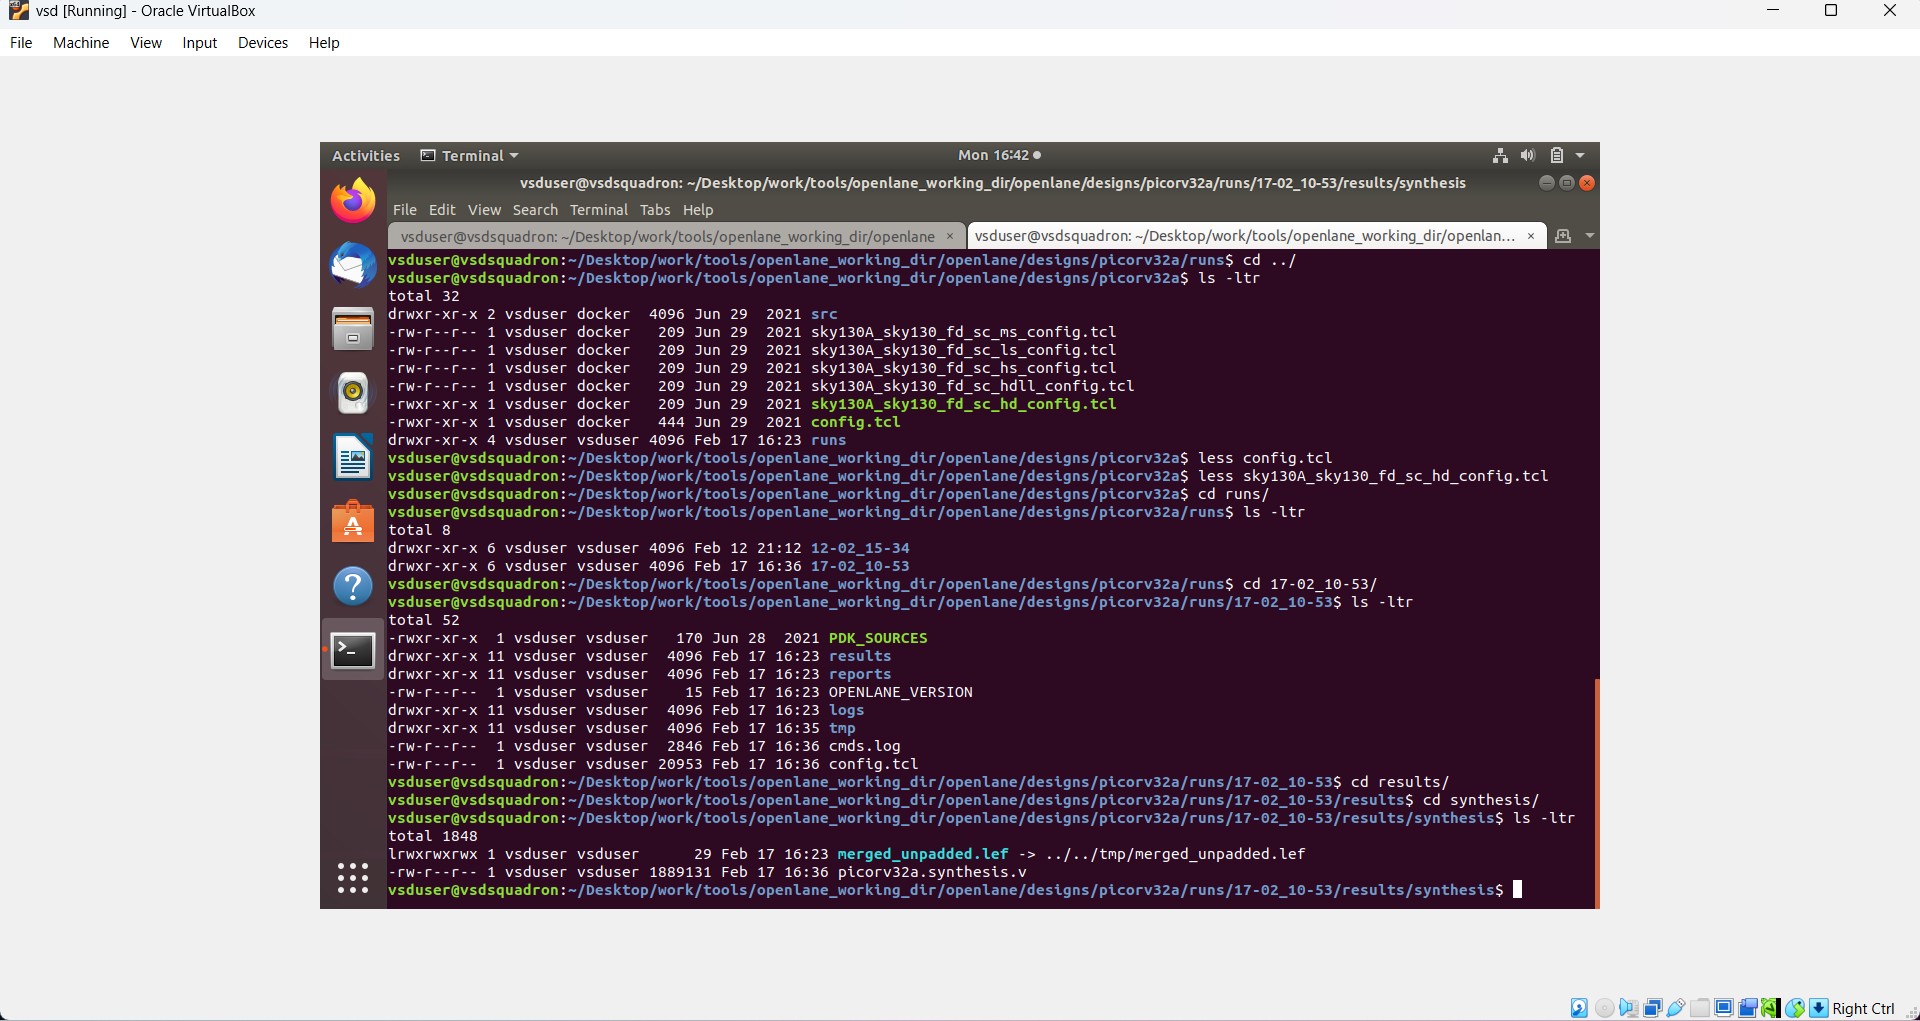 vsd [Running] - Oracle VirtualBox
File Machine View Input Devices Help
Activities Terminal Mon 16:42
vsduser@vsdsquadron: ~/Desktop/work/tools/openlane_working_dir/openlane/designs/picorv32a/runs/17-02_10-53/results/synthesis
File Edit View Search Terminal Tabs Help
vsduser@vsdsquadron: ~/Desktop/work/tools/openlane_working_dir/openlane × vsduser@vsdsquadron: ~/Desktop/work/tools/openlane_working_dir/openlan... ×
vsduser@vsdsquadron:~/Desktop/work/tools/openlane_working_dir/openlane/designs/picorv32a/runs$ cd ../
vsduser@vsdsquadron:~/Desktop/work/tools/openlane_working_dir/openlane/designs/picorv32a$ ls -ltr
total 32
drwxr-xr-x 2 vsduser docker  4096 Jun 29  2021 src
-rw-r--r-- 1 vsduser docker   209 Jun 29  2021 sky130A_sky130_fd_sc_ms_config.tcl
-rw-r--r-- 1 vsduser docker   209 Jun 29  2021 sky130A_sky130_fd_sc_ls_config.tcl
-rw-r--r-- 1 vsduser docker   209 Jun 29  2021 sky130A_sky130_fd_sc_hs_config.tcl
-rw-r--r-- 1 vsduser docker   209 Jun 29  2021 sky130A_sky130_fd_sc_hdll_config.tcl
-rwxr-xr-x 1 vsduser docker   209 Jun 29  2021 sky130A_sky130_fd_sc_hd_config.tcl
-rwxr-xr-x 1 vsduser docker   444 Jun 29  2021 config.tcl
drwxr-xr-x 4 vsduser vsduser 4096 Feb 17 16:23 runs
vsduser@vsdsquadron:~/Desktop/work/tools/openlane_working_dir/openlane/designs/picorv32a$ less config.tcl
vsduser@vsdsquadron:~/Desktop/work/tools/openlane_working_dir/openlane/designs/picorv32a$ less sky130A_sky130_fd_sc_hd_config.tcl
vsduser@vsdsquadron:~/Desktop/work/tools/openlane_working_dir/openlane/designs/picorv32a$ cd runs/
vsduser@vsdsquadron:~/Desktop/work/tools/openlane_working_dir/openlane/designs/picorv32a/runs$ ls -ltr
total 8
drwxr-xr-x 6 vsduser vsduser 4096 Feb 12 21:12 12-02_15-34
drwxr-xr-x 6 vsduser vsduser 4096 Feb 17 16:36 17-02_10-53
vsduser@vsdsquadron:~/Desktop/work/tools/openlane_working_dir/openlane/designs/picorv32a/runs$ cd 17-02_10-53/
vsduser@vsdsquadron:~/Desktop/work/tools/openlane_working_dir/openlane/designs/picorv32a/runs/17-02_10-53$ ls -ltr
total 52
-rwxr-xr-x  1 vsduser vsduser   170 Jun 28  2021 PDK_SOURCES
drwxr-xr-x 11 vsduser vsduser  4096 Feb 17 16:23 results
drwxr-xr-x 11 vsduser vsduser  4096 Feb 17 16:23 reports
-rw-r--r--  1 vsduser vsduser    15 Feb 17 16:23 OPENLANE_VERSION
drwxr-xr-x 11 vsduser vsduser  4096 Feb 17 16:23 logs
drwxr-xr-x 11 vsduser vsduser  4096 Feb 17 16:35 tmp
-rw-r--r--  1 vsduser vsduser  2846 Feb 17 16:36 cmds.log
-rw-r--r--  1 vsduser vsduser 20953 Feb 17 16:36 config.tcl
vsduser@vsdsquadron:~/Desktop/work/tools/openlane_working_dir/openlane/designs/picorv32a/runs/17-02_10-53$ cd results/
vsduser@vsdsquadron:~/Desktop/work/tools/openlane_working_dir/openlane/designs/picorv32a/runs/17-02_10-53/results$ cd synthesis/
vsduser@vsdsquadron:~/Desktop/work/tools/openlane_working_dir/openlane/designs/picorv32a/runs/17-02_10-53/results/synthesis$ ls -ltr
total 1848
lrwxrwxrwx 1 vsduser vsduser      29 Feb 17 16:23 merged_unpadded.lef -> ../../tmp/merged_unpadded.lef
-rw-r--r-- 1 vsduser vsduser 1889131 Feb 17 16:36 picorv32a.synthesis.v
vsduser@vsdsquadron:~/Desktop/work/tools/openlane_working_dir/openlane/designs/picorv32a/runs/17-02_10-53/results/synthesis$
Right Ctrl